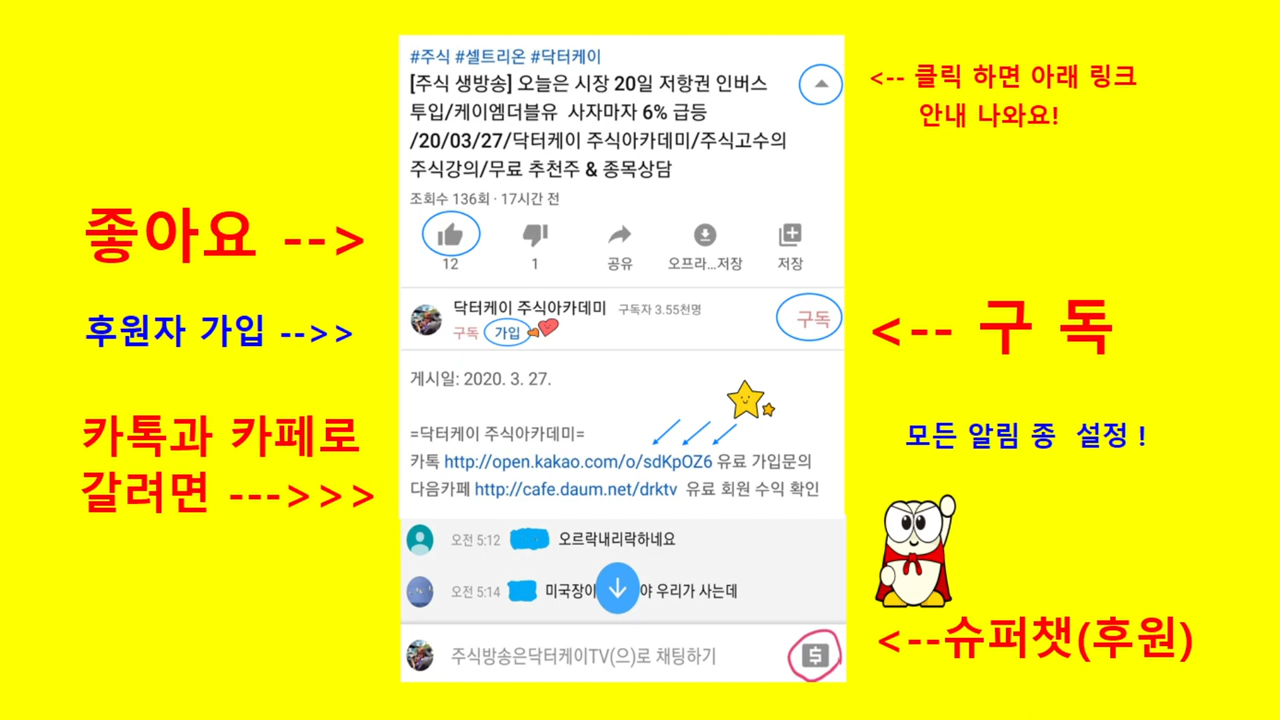 #주식 #셀트리온 #닥터케이
[주식 생방송] 오늘은 시장 20일 저항권 인버스
투입/케이엠더블유 사자마자 6% 급등
/20/03/27/닥터케이 주식아카데미/주식고수의
주식강의/무료 추천주 & 종목상담
조회수 136회 · 17시간 전
<-- 클릭 하면 아래 링크
안내 나와요!
좋아요 -->
12
1
공유
오프라...저장
저장
후원자 가입 -->>
닥터케이 주식아카데미 구독자 3.55천명
구독 가입
구독
<-- 구 독
게시일: 2020. 3. 27.
카톡과 카페로
갈려면 --->>>
=닥터케이 주식아카데미=
카톡 http://open.kakao.com/o/sdKpOZ6 유료 가입문의
다음카페 http://cafe.daum.net/drktv 유료 회원 수익 확인
모든 알림 종 설정 !
오전 5:12 오르락내리락하네요
오전 5:14 미국장이 야 우리가 사는데
주식방송은닥터케이TV(으)로 채팅하기
$
<--슈퍼챗(후원)